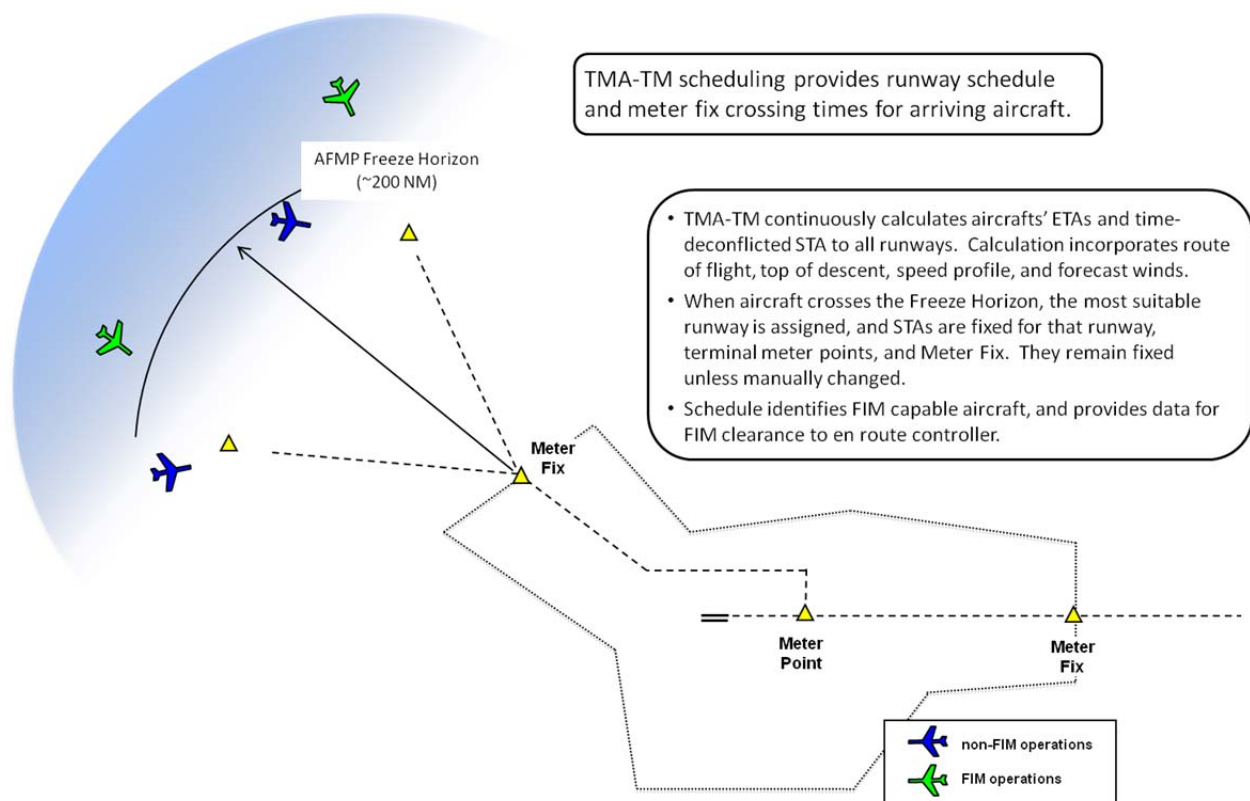 TMA-TM scheduling provides runway schedule
and meter fix crossing times for arriving aircraft.
AFMP Freeze Horizon
(~200 NM)
• TMA-TM continuously calculates aircrafts’ ETAs and time-
deconflicted STA to all runways.  Calculation incorporates route
of flight, top of descent, speed profile, and forecast winds.
• When aircraft crosses the Freeze Horizon, the most suitable
runway is assigned, and STAs are fixed for that runway,
terminal meter points, and Meter Fix.  They remain fixed
unless manually changed.
• Schedule identifies FIM capable aircraft, and provides data for
FIM clearance to en route controller.
Meter
Fix
Meter
Point
Meter
Fix
non-FIM operations
FIM operations